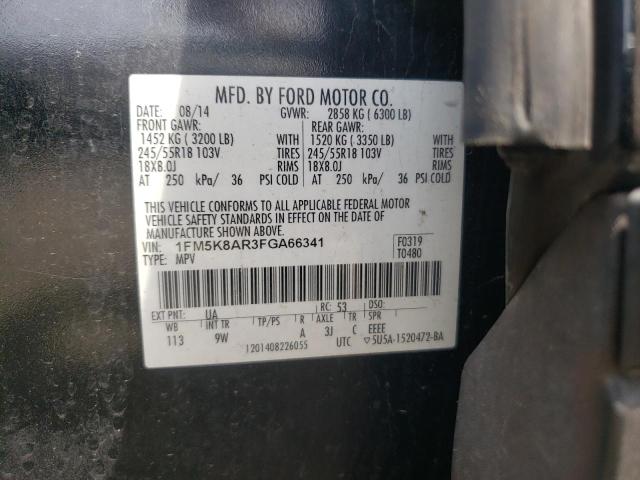 MFD. BY FORD MOTOR CO.
DATE: 08/14 GVWR: 2858 KG ( 6300 LB)
FRONT GAWR: REAR GAWR:
1452 KG ( 3200 LB) WITH 1520 KG ( 3350 LB) WITH
245/55R18 103V TIRES 245/55R18 103V TIRES
18X8.0J RIMS 18X8.0J RIMS
AT 250 kPa/ 36 PSI COLD AT 250 kPa/ 36 PSI COLD
THIS VEHICLE CONFORMS TO ALL APPLICABLE FEDERAL MOTOR
VEHICLE SAFETY STANDARDS IN EFFECT ON THE DATE OF
MANUFACTURE SHOWN ABOVE.
VIN: 1FM5K8AR3FGA66341 F0319
TYPE: MPV T0480
EXT PNT: UA RC: 53 DSO:
WB INT TR TP/PS R AXLE TR SPR
113 9W A 3J C EEEE
1201408226055 UTC ▽5U5A-1520472-BA